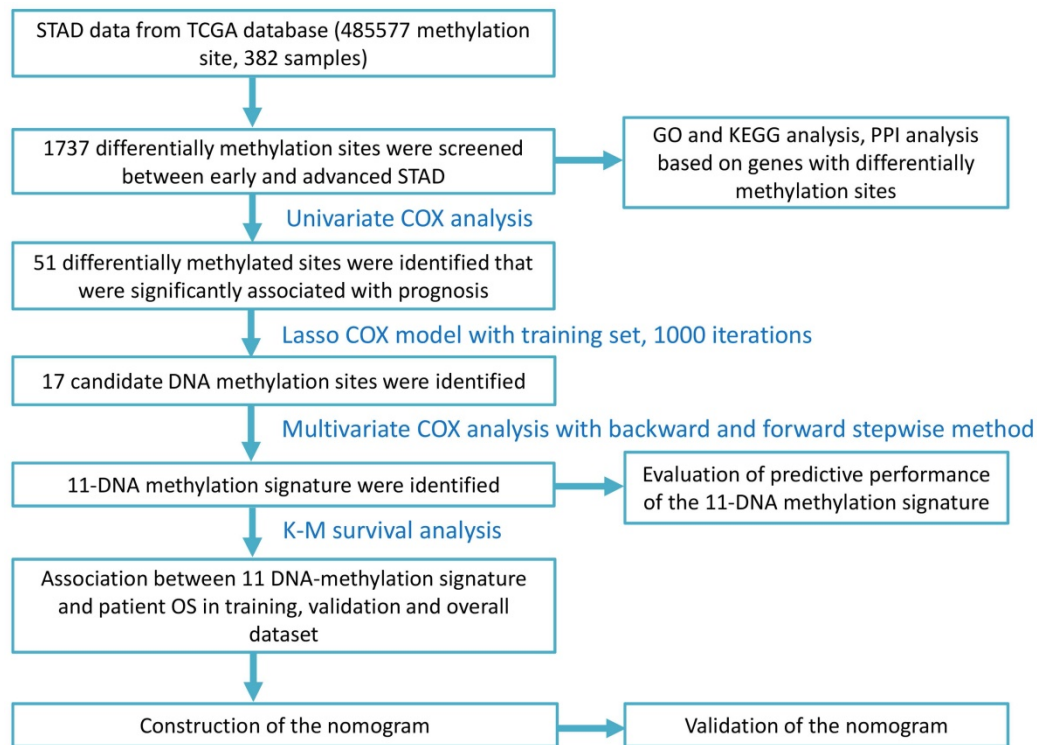 STAD data from TCGA database (485577 methylation
site, 382 samples)
1737 differentially methylation sites were screened
between early and advanced STAD
GO and KEGG analysis, PPI analysis
based on genes with differentially
methylation sites
Univariate COX analysis
51 differentially methylated sites were identified that
were significantly associated with prognosis
Lasso COX model with training set, 1000 iterations
17 candidate DNA methylation sites were identified
Multivariate COX analysis with backward and forward stepwise method
11-DNA methylation signature were identified
Evaluation of predictive performance
of the 11-DNA methylation signature
K-M survival analysis
Association between 11 DNA-methylation signature
and patient OS in training, validation and overall
dataset
Construction of the nomogram
Validation of the nomogram